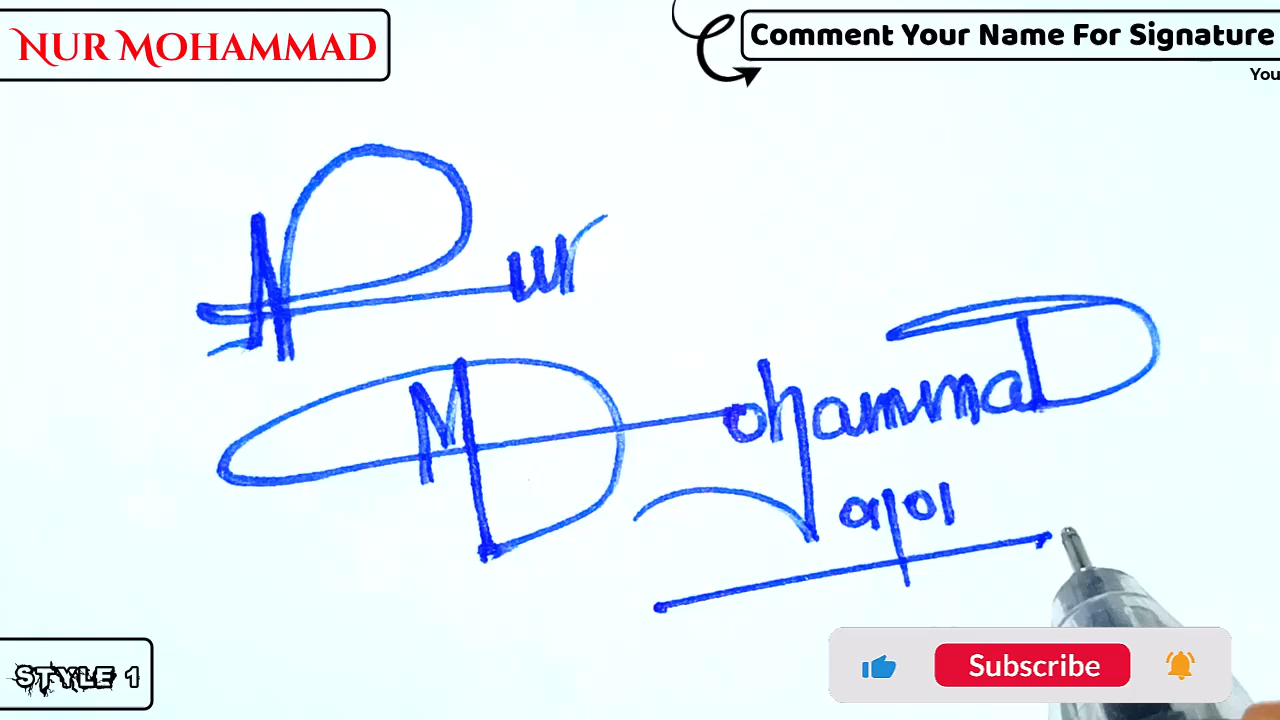 NUR MOHAMMAD
Comment Your Name For Signature
You
Nur
Mohammad
STYLE 1
Subscribe